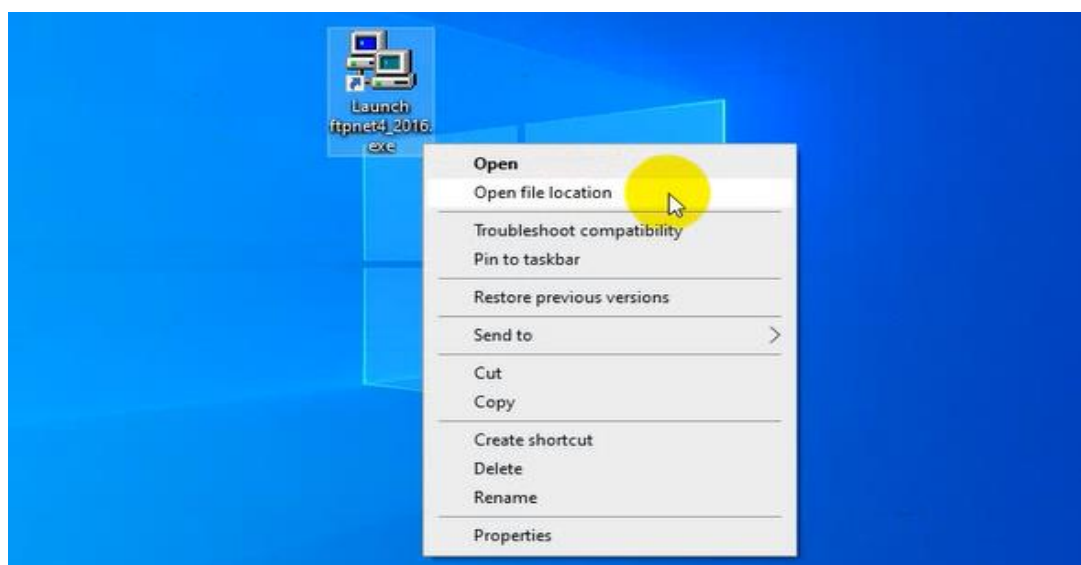 Launch
ftpnet4_2016.
exe
Open
Open file location
Troubleshoot compatibility
Pin to taskbar
Restore previous versions
Send to
Cut
Copy
Create shortcut
Delete
Rename
Properties